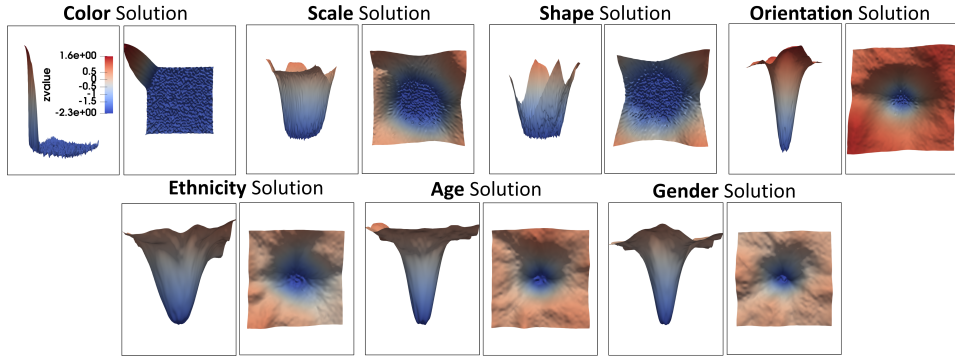 Color Solution
Scale Solution
Shape Solution
Orientation Solution
zvalue
1.6e+00
0.5
0
-0.5
-1
-1.5
-2.3e+00
Ethnicity Solution
Age Solution
Gender Solution